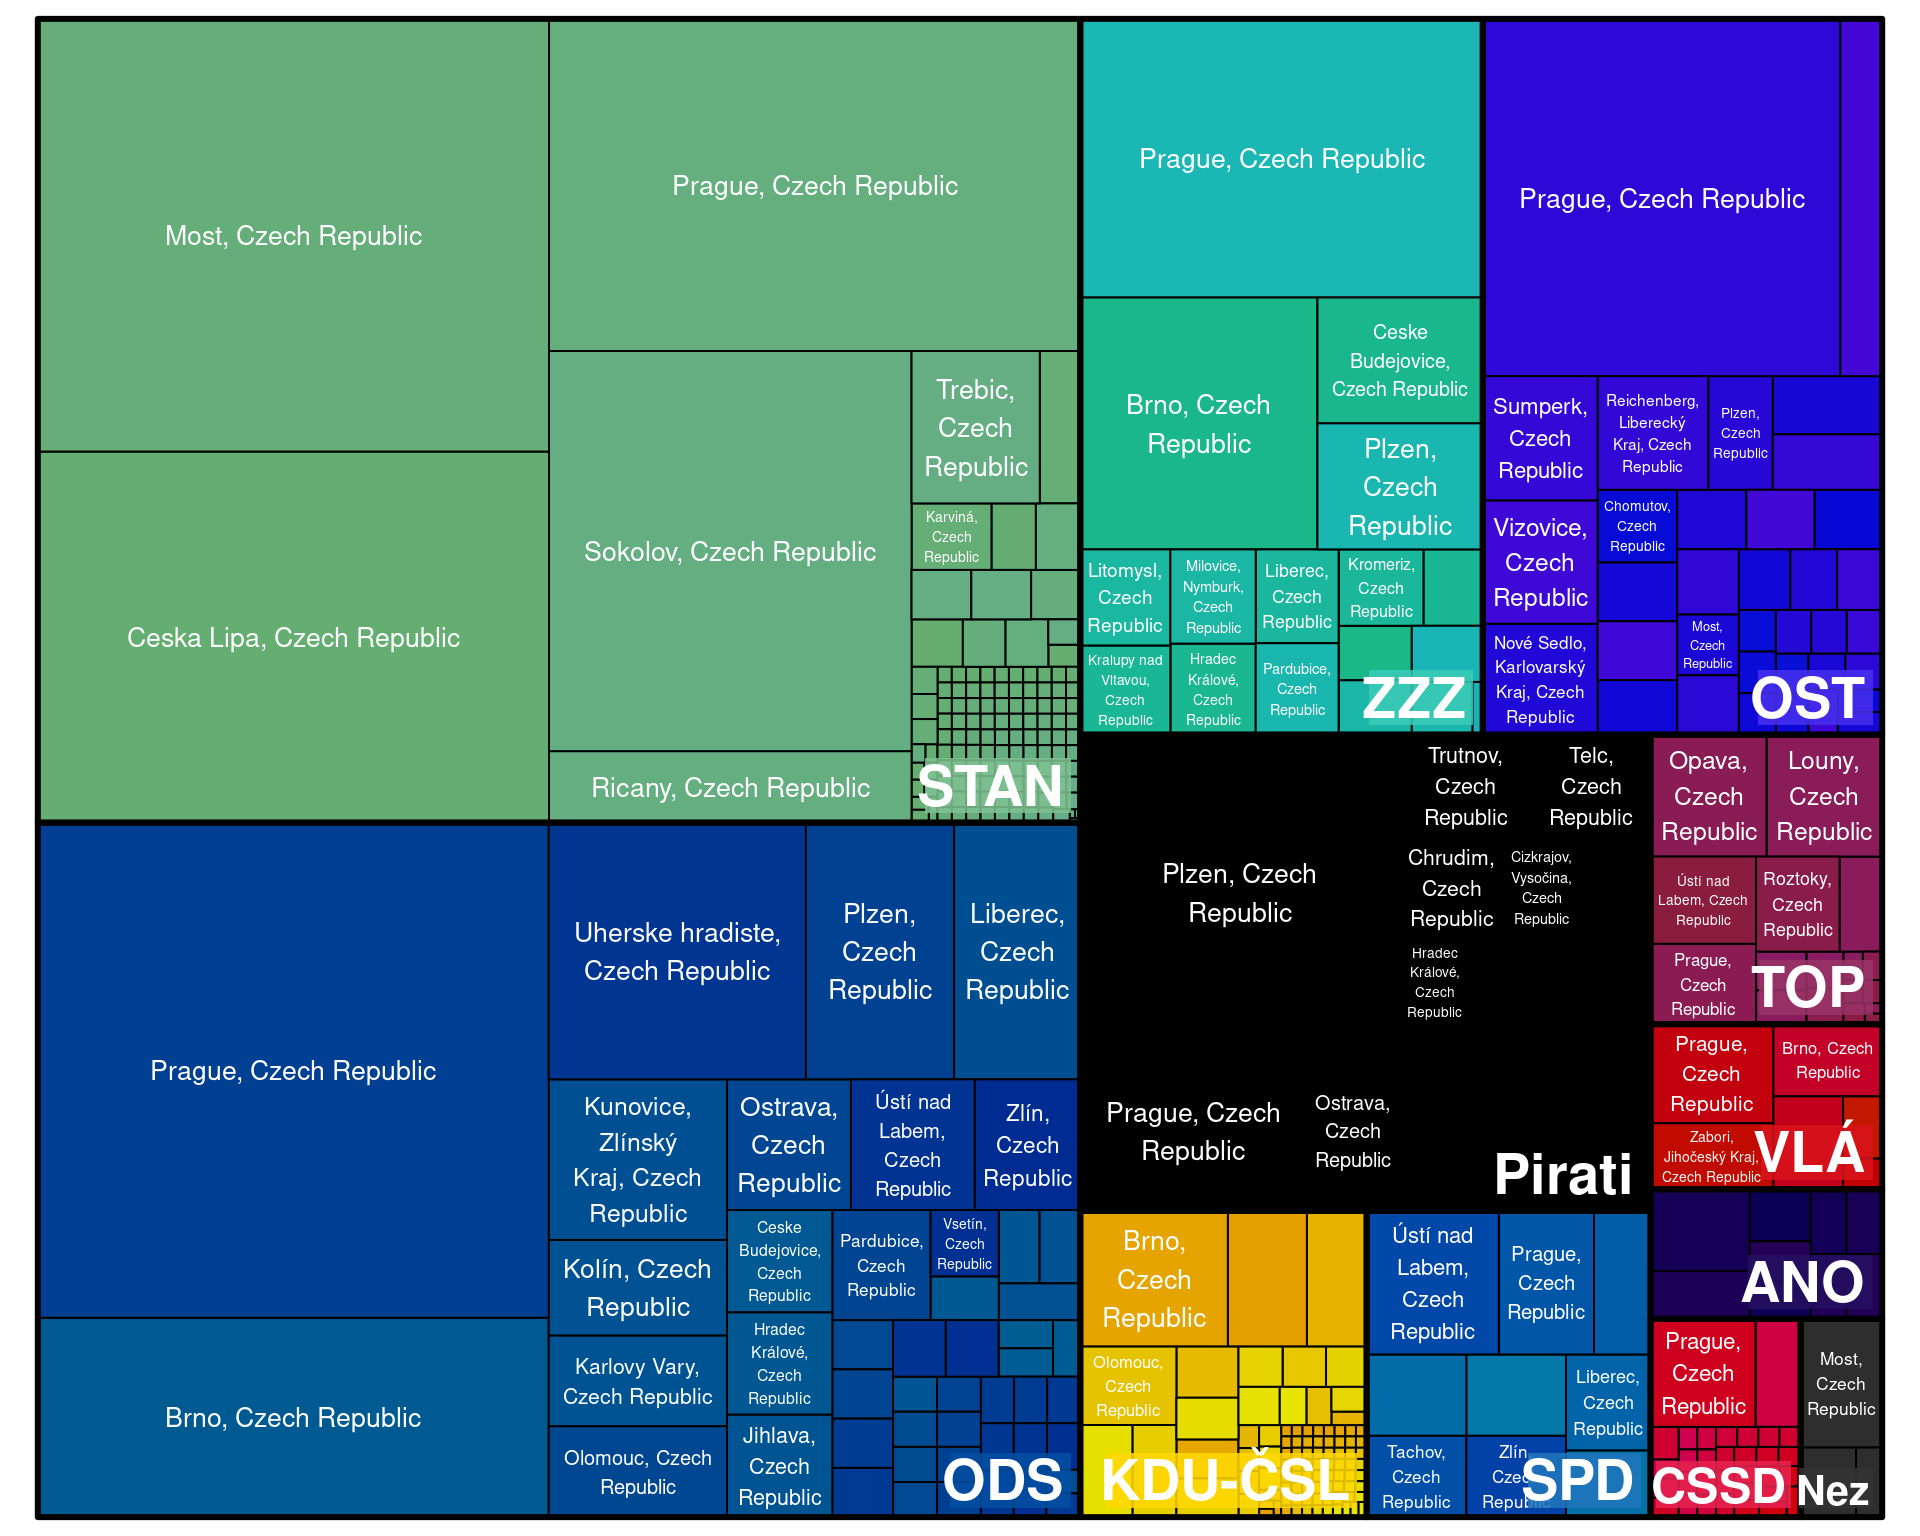 Most, Czech Republic
Ceska Lipa, Czech Republic
Prague, Czech Republic
Sokolov, Czech Republic
Ricany, Czech Republic
Trebic,
Czech
Republic
Karviná,
Czech
Republic
STAN
Prague, Czech Republic
Brno, Czech Republic
Uherske hradiste,
Czech Republic
Plzen,
Czech
Republic
Liberec,
Czech
Republic
Kunovice,
Zlínský
Kraj, Czech
Republic
Kolín, Czech
Republic
Karlovy Vary,
Czech Republic
Olomouc, Czech
Republic
Ostrava,
Czech
Republic
Ústí nad
Labem,
Czech
Republic
Zlín,
Czech
Republic
Ceske
Budejovice,
Czech
Republic
Hradec
Králové,
Czech
Republic
Jihlava,
Czech
Republic
Pardubice,
Czech
Republic
Vsetín,
Czech
Republic
ODS
Prague, Czech Republic
Brno, Czech
Republic
Ceske
Budejovice,
Czech Republic
Plzen,
Czech
Republic
Litomysl,
Czech
Republic
Kralupy nad
Vltavou,
Czech
Republic
Milovice,
Nymburk,
Czech
Republic
Hradec
Králové,
Czech
Republic
Liberec,
Czech
Republic
Pardubice,
Czech
Republic
Kromeriz,
Czech
Republic
ZZZ
Prague, Czech Republic
Sumperk,
Czech
Republic
Vizovice,
Czech
Republic
Nové Sedlo,
Karlovarský
Kraj, Czech
Republic
Reichenberg,
Liberecký
Kraj, Czech
Republic
Plzen,
Czech
Republic
Chomutov,
Czech
Republic
Most,
Czech
Republic
OST
Plzen, Czech
Republic
Prague, Czech
Republic
Trutnov,
Czech
Republic
Telc,
Czech
Republic
Chrudim,
Czech
Republic
Cizkrajov,
Vysočina,
Czech
Republic
Hradec
Králové,
Czech
Republic
Ostrava,
Czech
Republic
Pirati
Opava,
Czech
Republic
Louny,
Czech
Republic
Ústí nad
Labem, Czech
Republic
Roztoky,
Czech
Republic
Prague,
Czech
Republic
TOP
Prague,
Czech
Republic
Brno, Czech
Republic
Zabori,
Jihočeský Kraj,
Czech Republic
VLÁ
ANO
Brno,
Czech
Republic
Olomouc,
Czech
Republic
KDU-ČSL
Ústí nad
Labem,
Czech
Republic
Prague,
Czech
Republic
Liberec,
Czech
Republic
Tachov,
Czech
Republic
Zlín
SPD
Prague,
Czech
Republic
CSSD
Most,
Czech
Republic
Nez